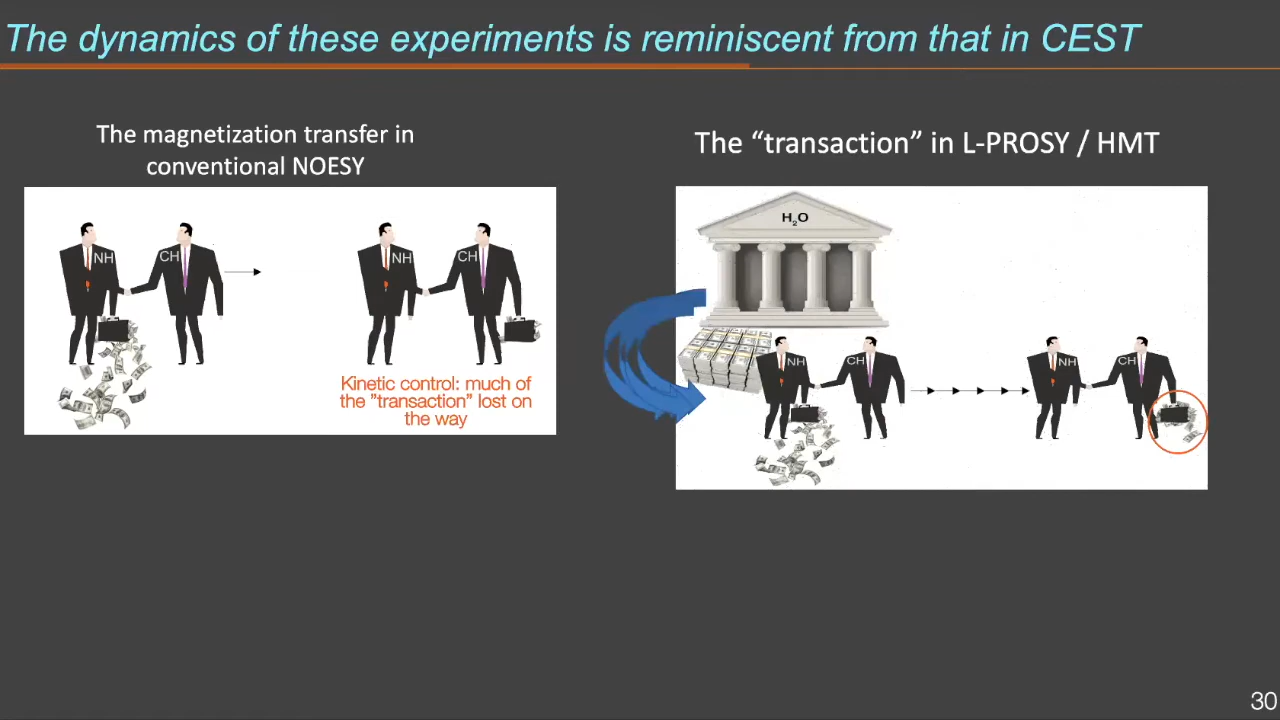 The dynamics of these experiments is reminiscent from that in CEST
The magnetization transfer in
conventional NOESY
NH
CH
NH
CH
Kinetic control: much of
the ”transaction” lost on
the way
The “transaction” in L-PROSY / HMT
H₂O
NH
CH
NH
CH
30